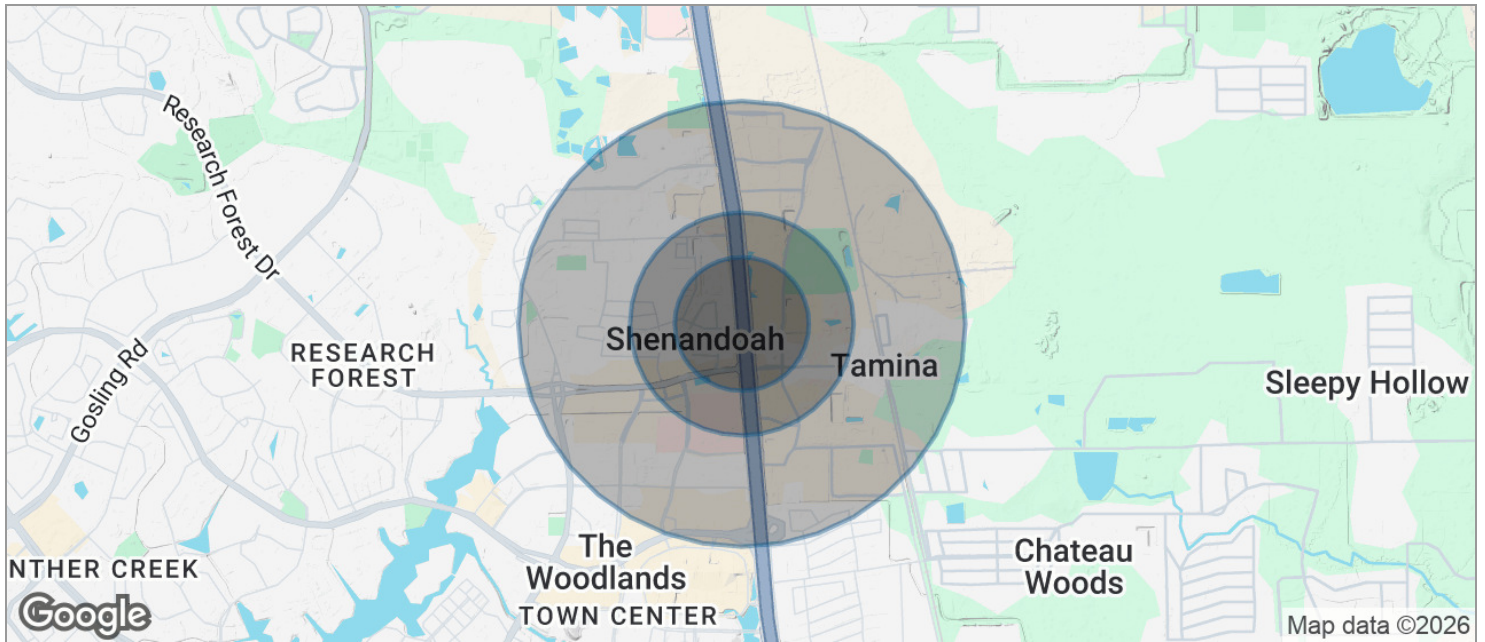 Research Forest Dr
Shenandoah
RESEARCH
FOREST
Tamina
Gosling Rd
Sleepy Hollow
The
Woodlands
TOWN CENTER
Chateau
Woods
NTHER CREEK
Google
Map data ©2026